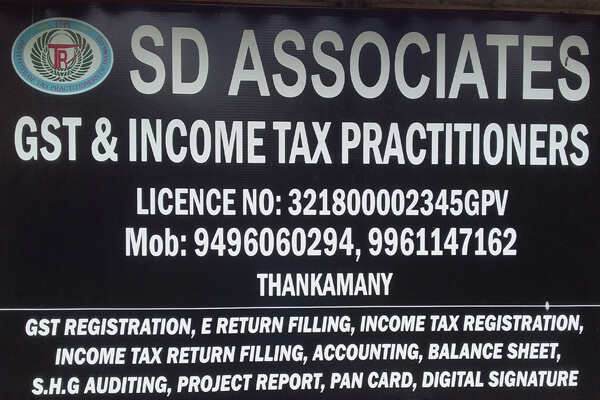 SD ASSOCIATES
GST & INCOME TAX PRACTITIONERS
LICENCE NO: 321800002345GPV
Mob: 9496060294, 9961147162
THANKAMANY
GST REGISTRATION, E RETURN FILLING, INCOME TAX REGISTRATION,
INCOME TAX RETURN FILLING, ACCOUNTING, BALANCE SHEET,
S.H.G AUDITING, PROJECT REPORT, PAN CARD, DIGITAL SIGNATURE